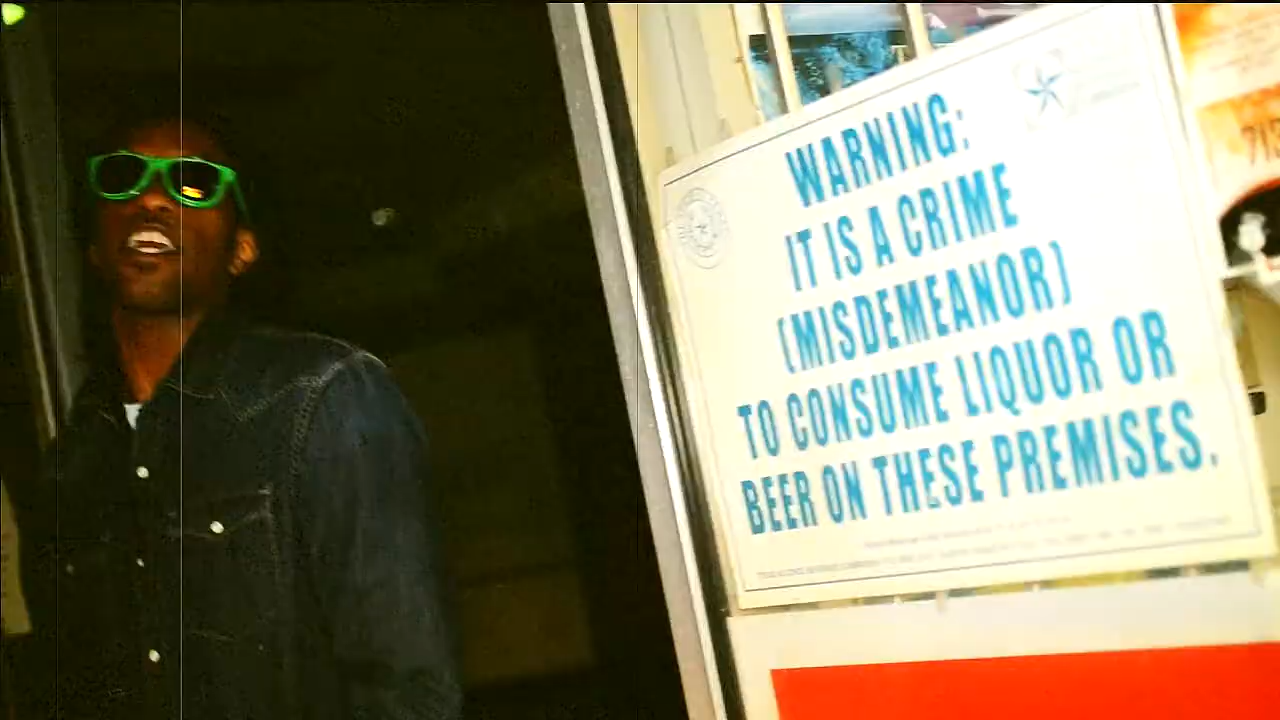 WARNING:
IT IS A CRIME
(MISDEMEANOR)
TO CONSUME LIQUOR OR
BEER ON THESE PREMISES.